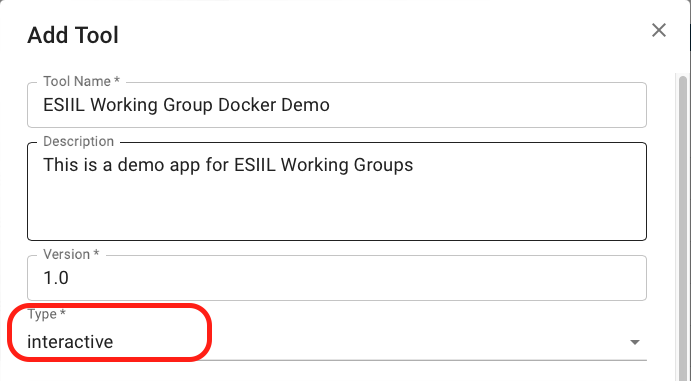 Add Tool
Tool Name *
ESIIL Working Group Docker Demo
Description
This is a demo app for ESIIL Working Groups
Version *
1.0
Type *
interactive